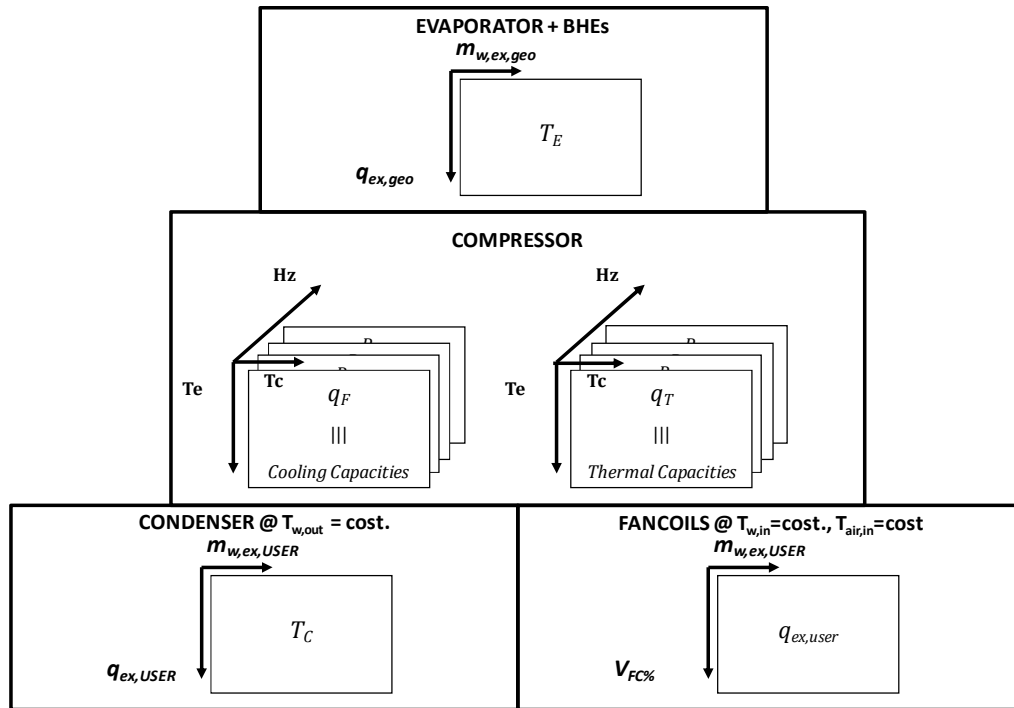 EVAPORATOR + BHEs
m_w,ex,geo
T_E
q_ex,geo
COMPRESSOR
Hz
Hz
Te
Tc
Te
Tc
q_F
q_T
|||
|||
Cooling Capacities
Thermal Capacities
CONDENSER @ T_w,out = cost.
FANCOILS @ T_w,in=cost., T_air,in=cost
m_w,ex,USER
m_w,ex,USER
T_C
q_ex,user
q_ex,USER
V_FC%